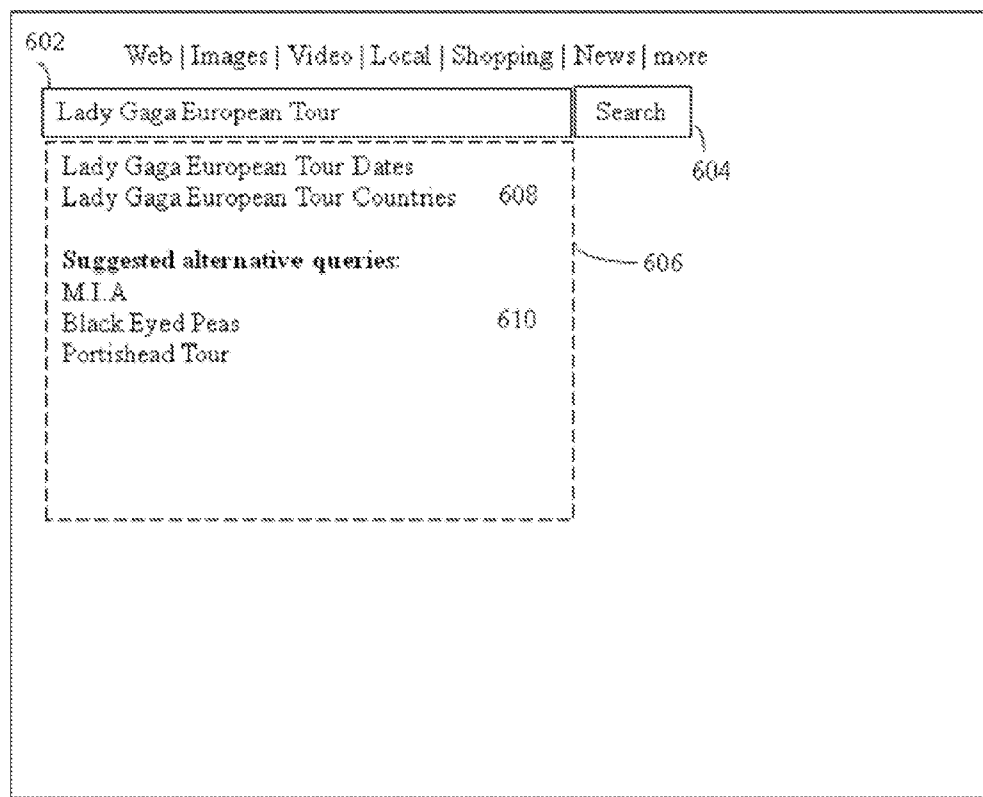 602
Web | Images | Video | Local | Shopping | News | more
Lady Gaga European Tour
Search
604
Lady Gaga European Tour Dates
Lady Gaga European Tour Countries 608
606
Suggested alternative queries:
M.I.A
Black Eyed Peas 610
Portishead Tour